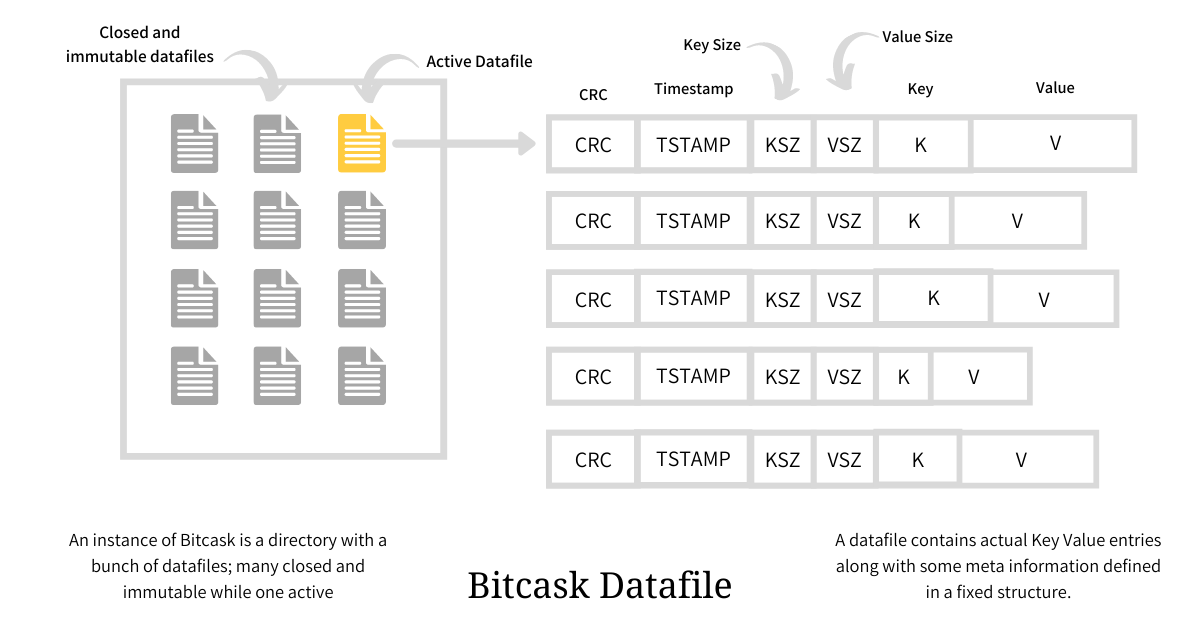 Closed and
immutable datafiles
Active Datafile
Key Size
Value Size
CRC
Timestamp
Key
Value
CRC TSTAMP KSZ VSZ K V
CRC TSTAMP KSZ VSZ K V
CRC TSTAMP KSZ VSZ K V
CRC TSTAMP KSZ VSZ K V
CRC TSTAMP KSZ VSZ K V
An instance of Bitcask is a directory with a
bunch of datafiles; many closed and
immutable while one active
Bitcask Datafile
A datafile contains actual Key Value entries
along with some meta information defined
in a fixed structure.